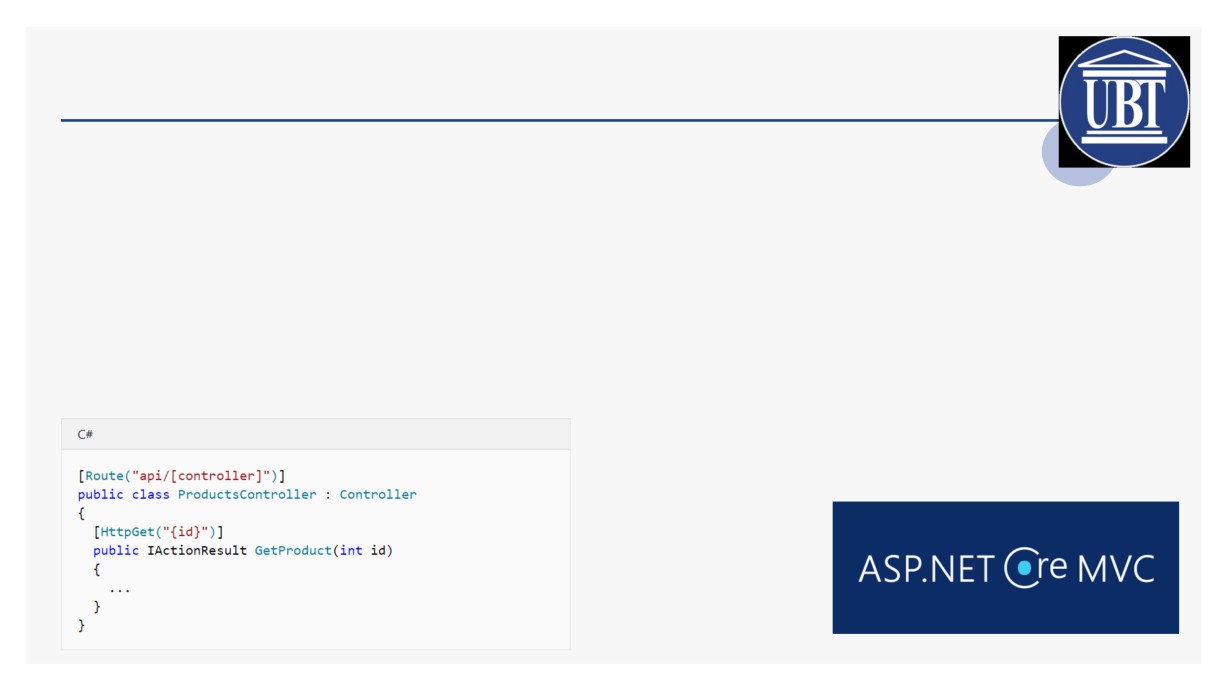 UBT
C#
[Route("api/[controller]")]
public class ProductsController : Controller
{
  [HttpGet("{id}")]
  public IActionResult GetProduct(int id)
  {
    ...
  }
}
ASP.NET Core MVC